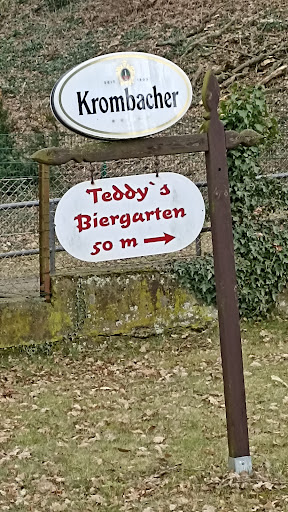 Krombacher
Teddy`s
Biergarten
50 m →